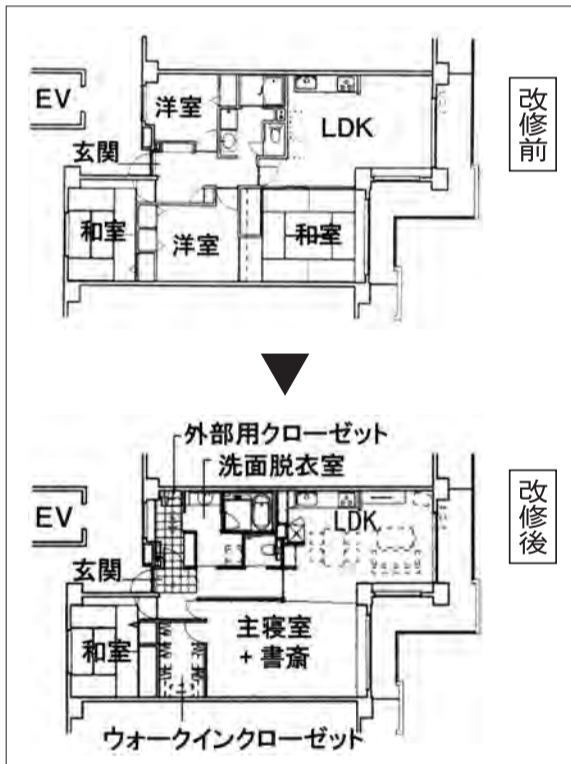 改修前
EV
洋室
LDK
玄関
和室
洋室
和室
外部用クローゼット
洗面脱衣室
改修後
EV
LDK
玄関
主寝室
+書斎
和室
ウォークインクローゼット